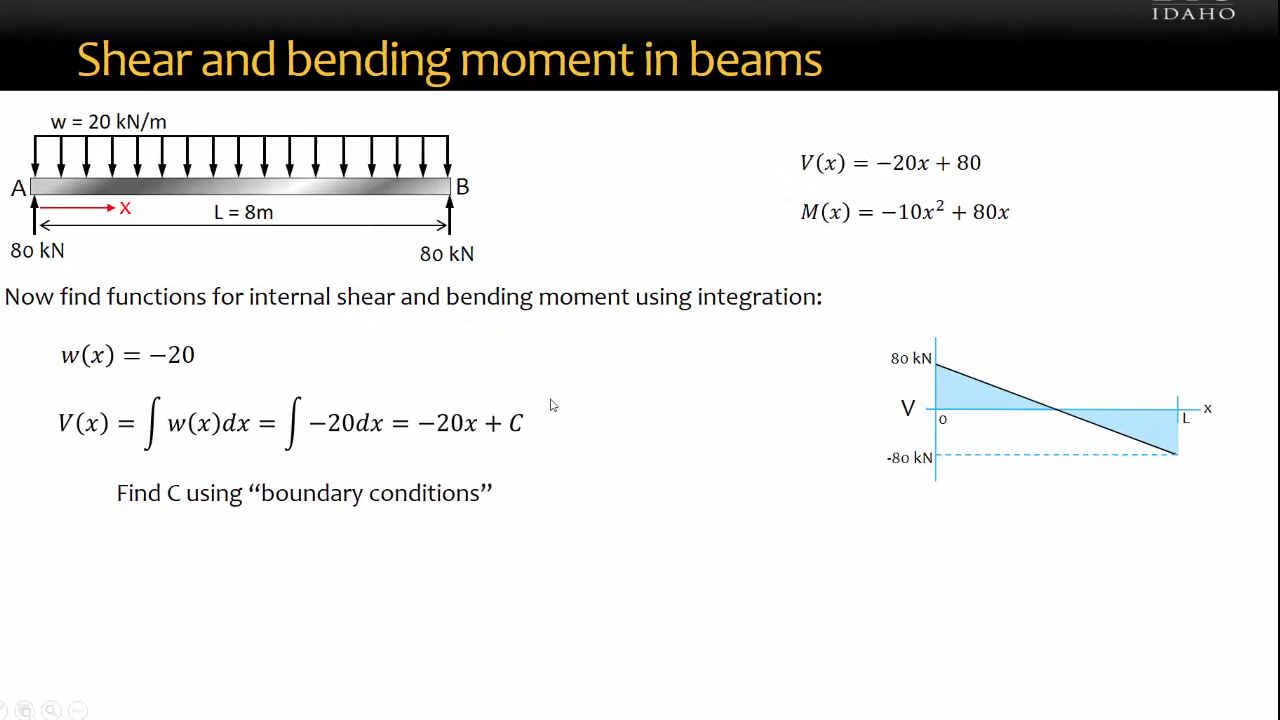 IDAHO
Shear and bending moment in beams
w = 20 kN/m
A
B
x
L = 8m
80 kN
80 kN
V(x) = −20x + 80
M(x) = −10x² + 80x
Now find functions for internal shear and bending moment using integration:
w(x) = −20
V(x) = ∫ w(x)dx = ∫ −20dx = −20x + C
Find C using “boundary conditions”
80 kN
V
0
x
L
-80 kN